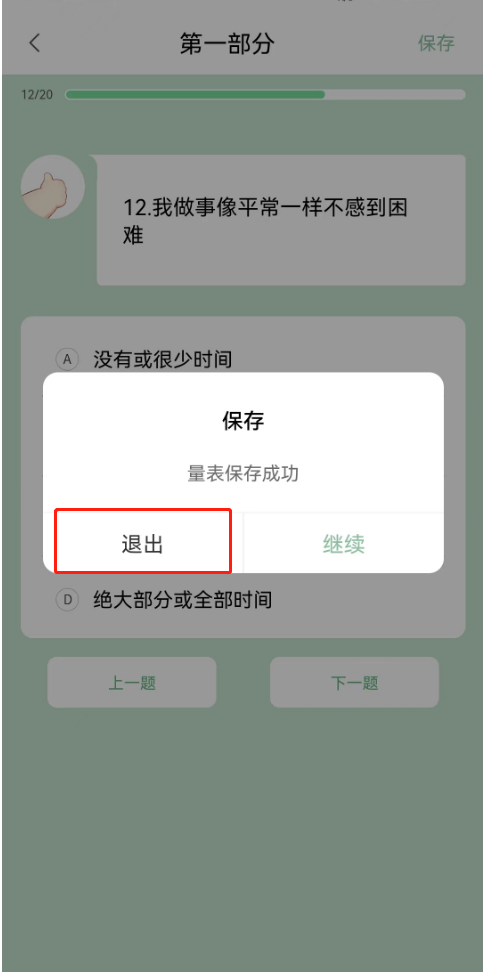 第一部分
保存
12/20
12.我做事像平常一样不感到困
难
A 没有或很少时间
保存
量表保存成功
退出
继续
D 绝大部分或全部时间
上一题
下一题